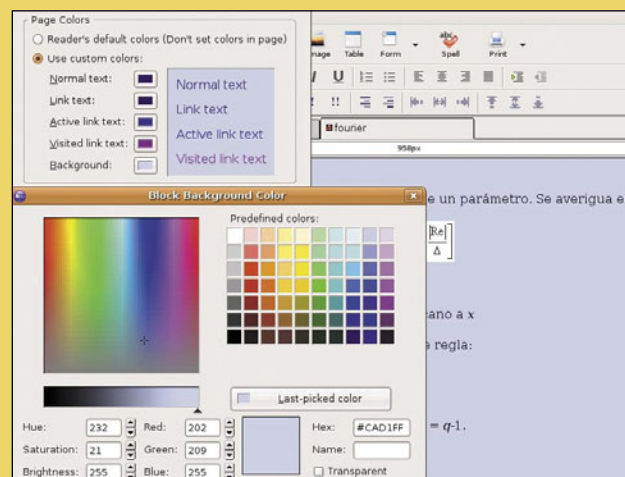 Page Colors
Reader's default colors (Don't set colors in page)
Use custom colors:
Normal text:
Link text:
Active link text:
Visited link text:
Background:
Normal text
Link text
Active link text
Visited link text
Table
Form
Spell
Print
fourier
958px
Block Background Color
Predefined colors:
Last-picked color
Hue: 232
Red: 202
Hex: #CAD1FF
Saturation: 21
Green: 209
Name:
Brightness: 255
Blue: 255
Transparent
e un parámetro. Se averigua e
|Re|
Δ
ano a x
regla:
= q-1.